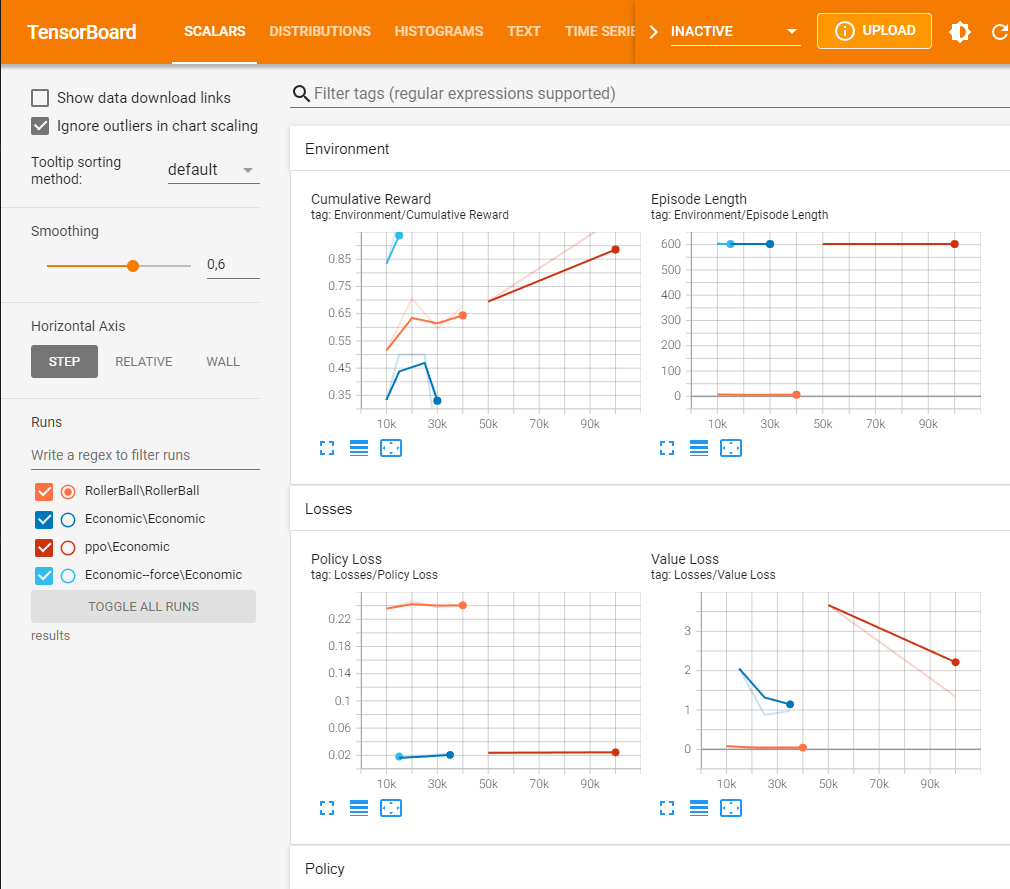 TensorBoard
SCALARS DISTRIBUTIONS HISTOGRAMS TEXT TIME SERIE INACTIVE UPLOAD
Show data download links
Ignore outliers in chart scaling
Tooltip sorting
method:
default
Smoothing
0,6
Horizontal Axis
STEP RELATIVE WALL
Runs
Write a regex to filter runs
RollerBall\RollerBall
Economic\Economic
ppo\Economic
Economic--force\Economic
TOGGLE ALL RUNS
results
Filter tags (regular expressions supported)
Environment
Cumulative Reward
tag: Environment/Cumulative Reward
0.85
0.75
0.65
0.55
0.45
0.35
10k 30k 50k 70k 90k
Episode Length
tag: Environment/Episode Length
600
500
400
300
200
100
0
10k 30k 50k 70k 90k
Losses
Policy Loss
tag: Losses/Policy Loss
0.22
0.18
0.14
0.1
0.06
0.02
10k 30k 50k 70k 90k
Value Loss
tag: Losses/Value Loss
3
2
1
0
10k 30k 50k 70k 90k
Policy